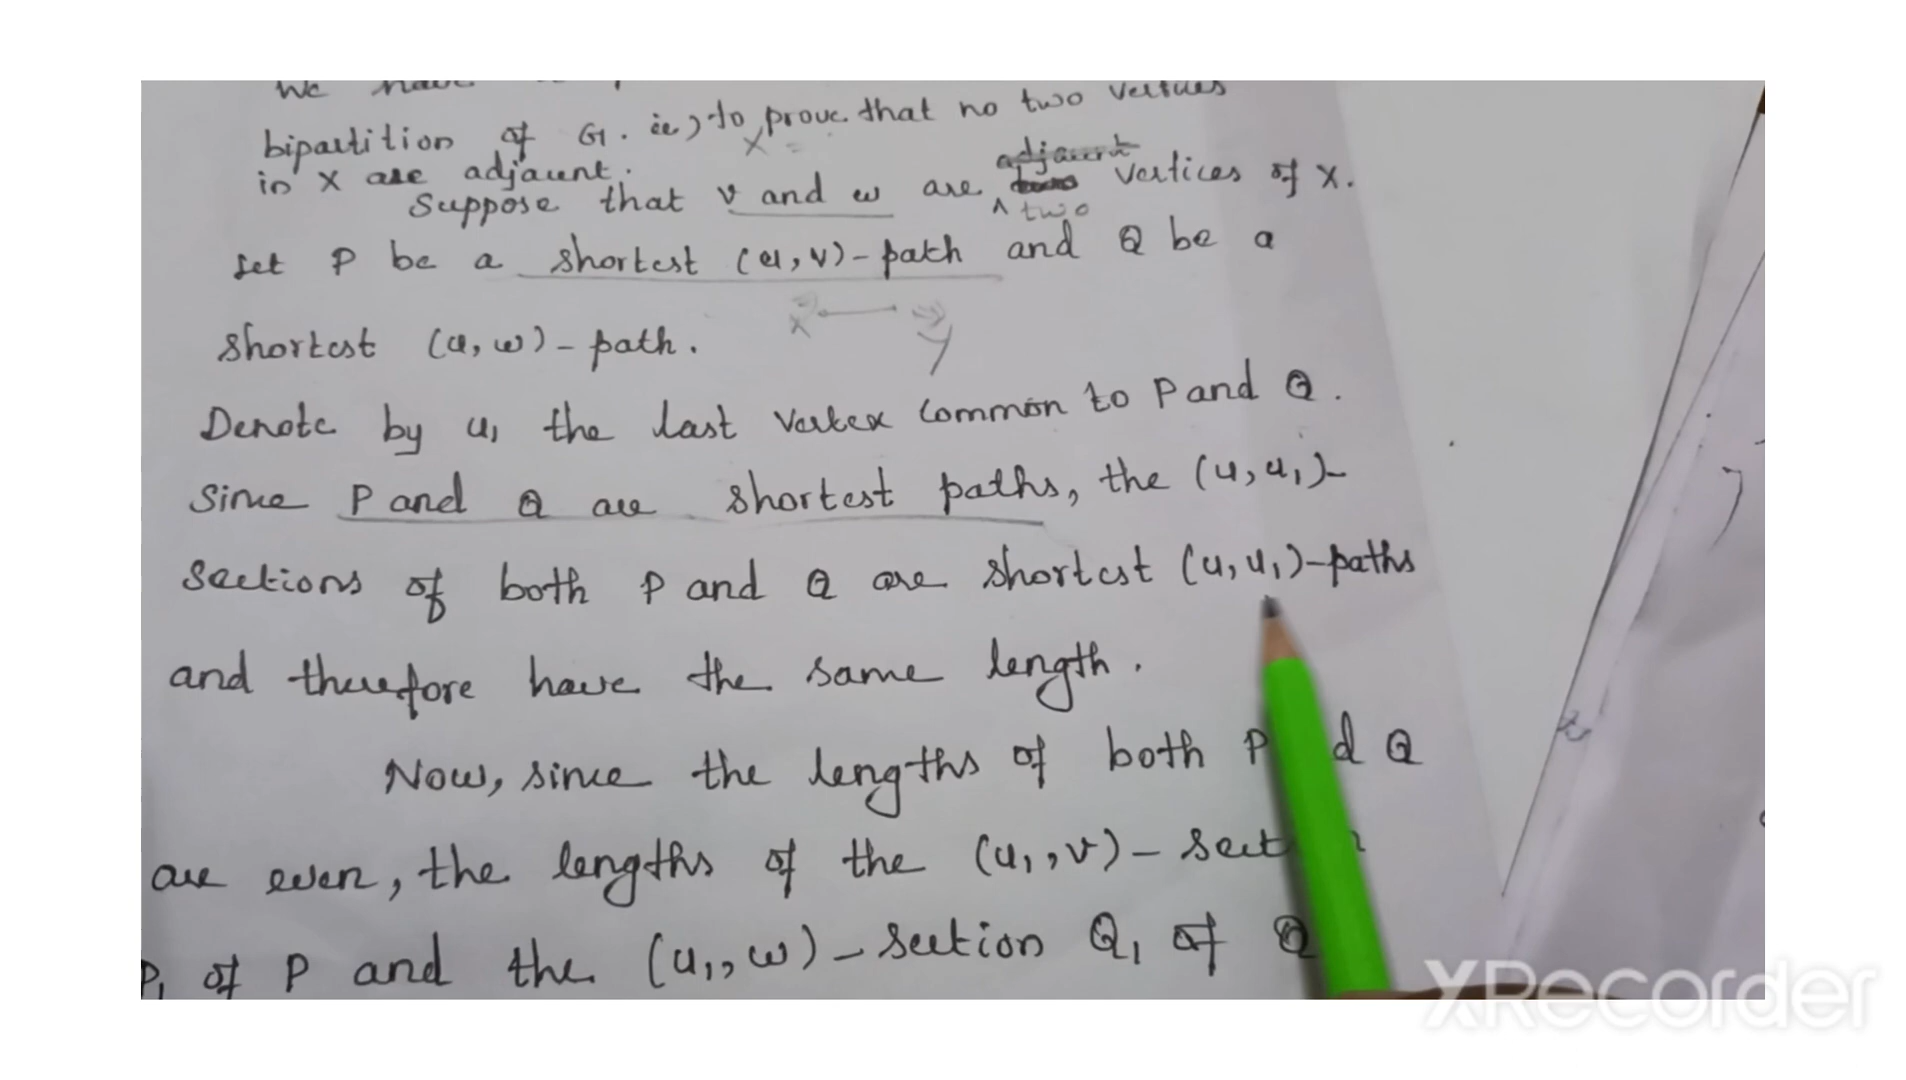 We have
bipartition of G. ie) to prove that no two vertices
X =
in X are adjacent.
adjacent
Suppose that v and w are two vertices of X.
Let P be a shortest (u, v) - path and Q be a
x y
shortest (u, w) - path.
Denote by u₁ the last vertex common to P and Q.
Since P and Q are shortest paths, the (u, u₁)-
sections of both P and Q are shortest (u, u₁)-paths
and therefore have the same length.
Now, since the lengths of both P d Q
are even, the lengths of the (u₁, v) - sect
P₁ of P and the (u₁, w) - section Q₁ of Q
XRecorder